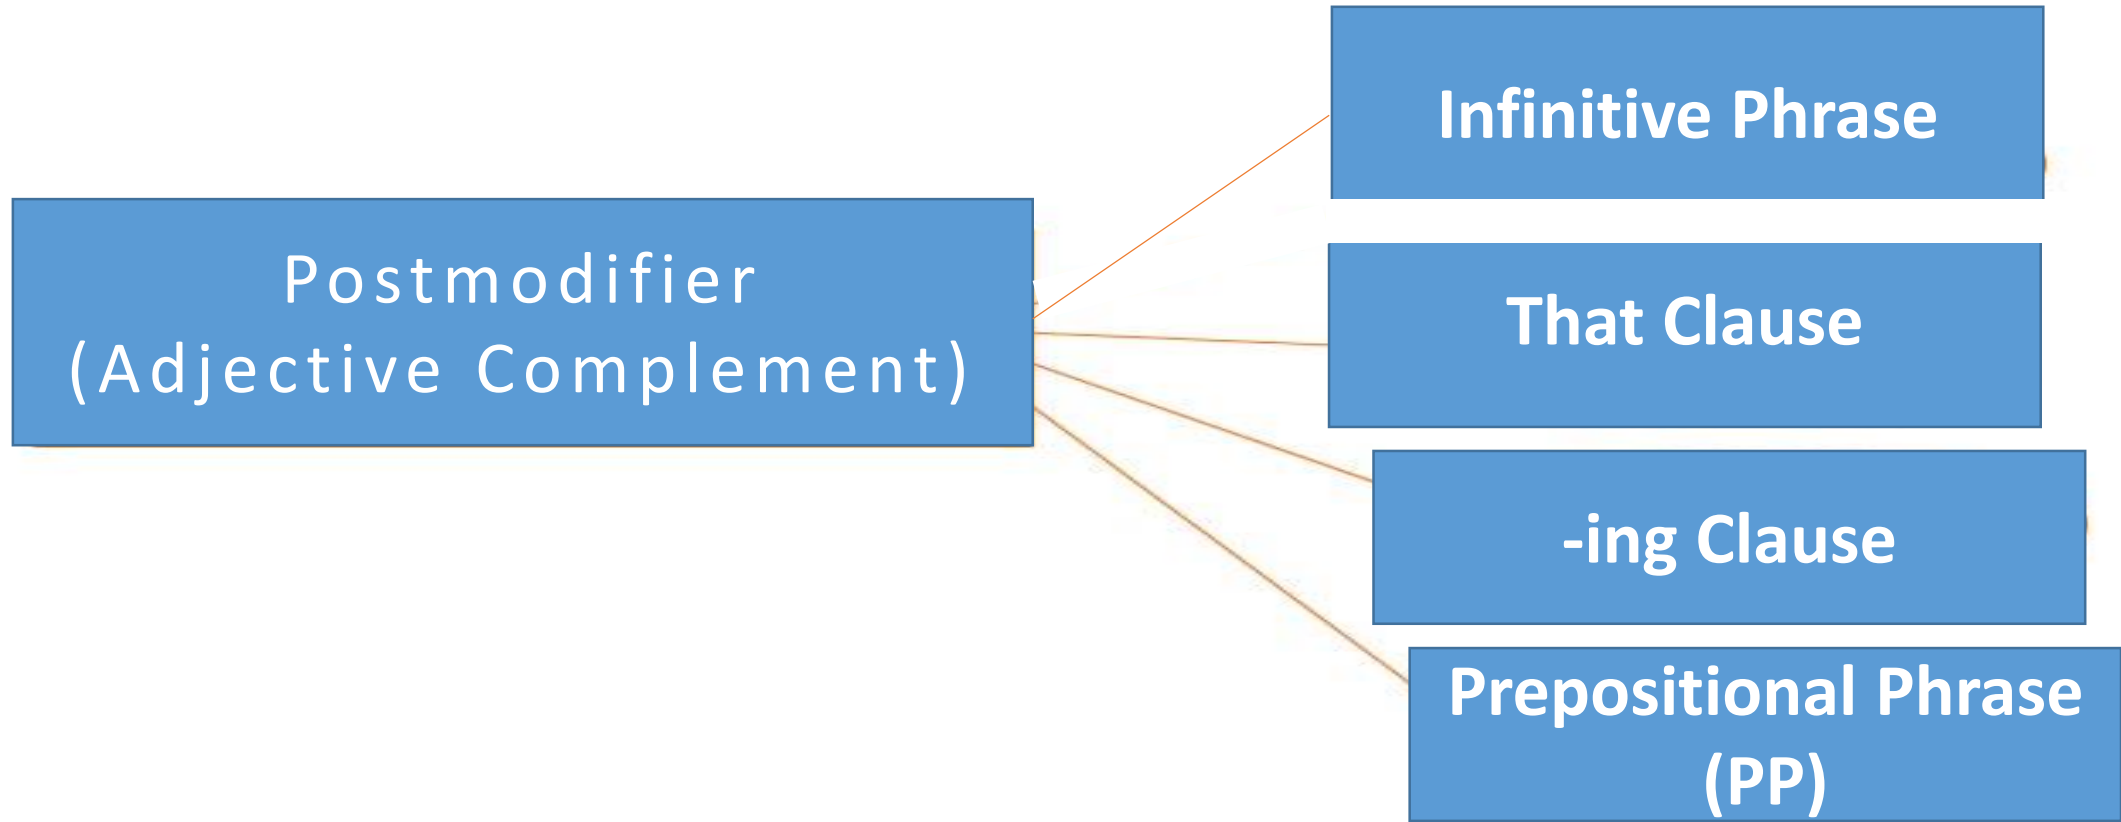 Infinitive Phrase
Postmodifier
(Adjective Complement)
That Clause
-ing Clause
Prepositional Phrase
(PP)